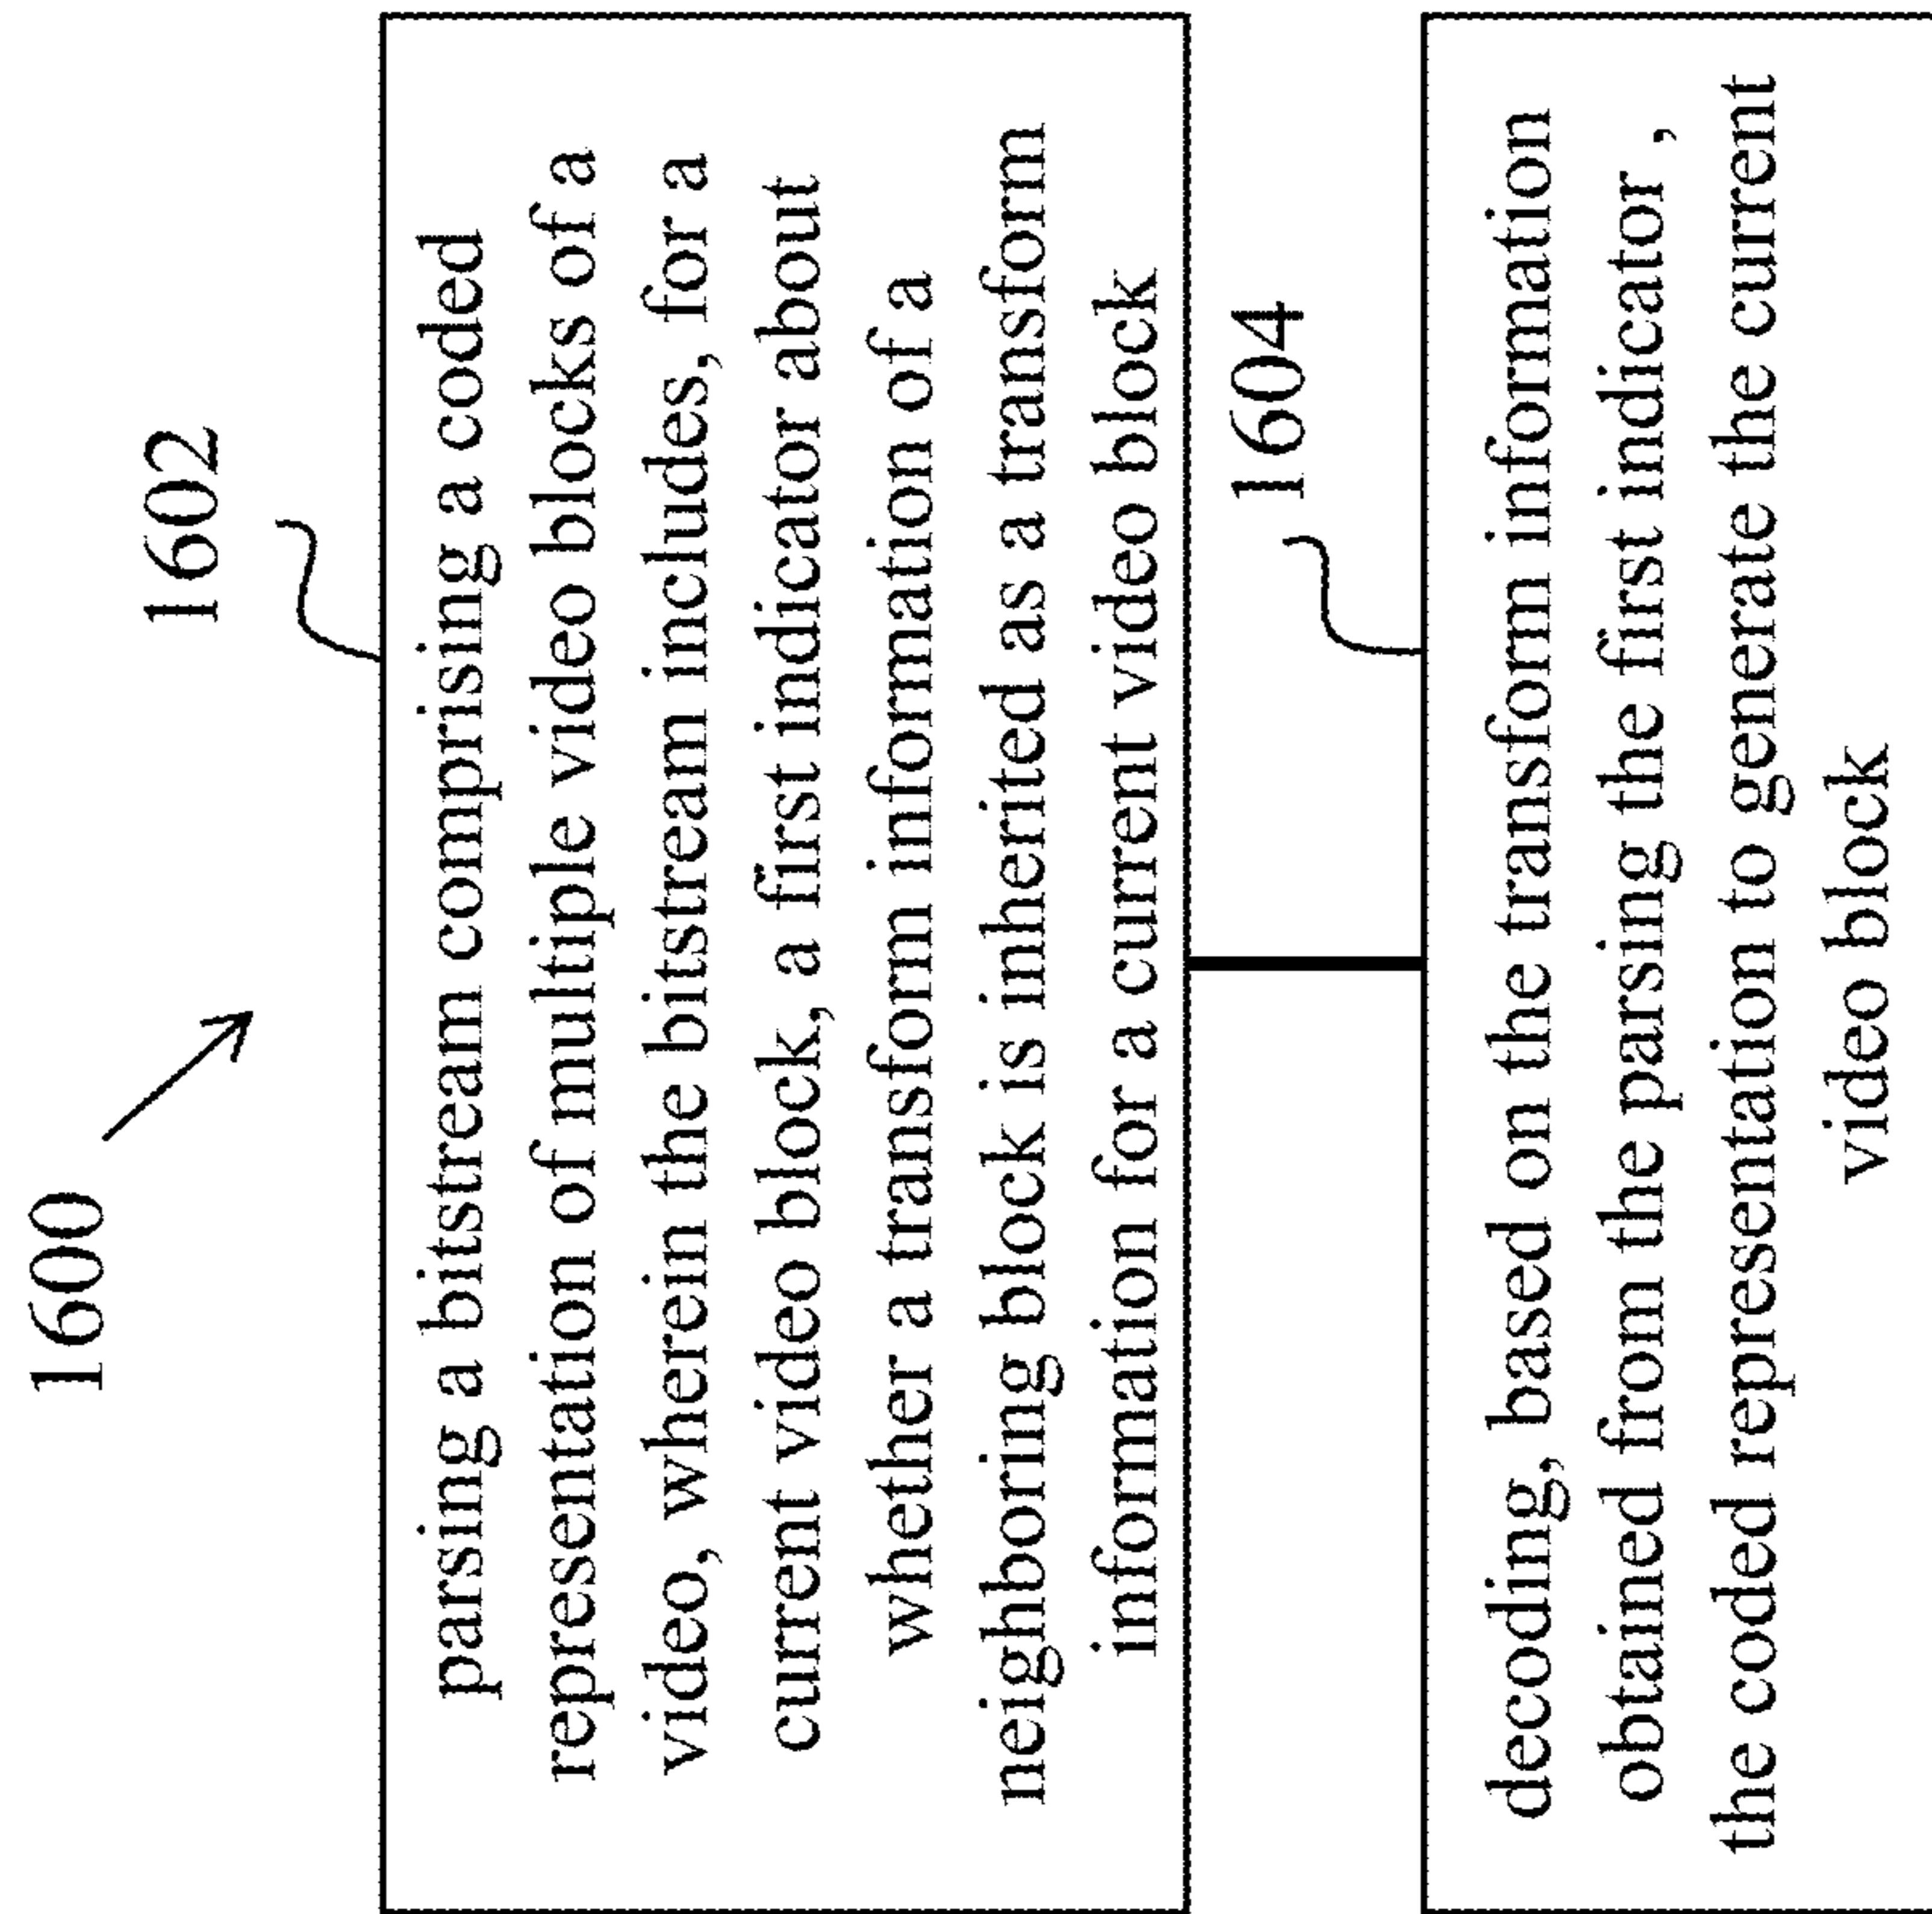 1600
1602
parsing a bitstream comprising a coded
representation of multiple video blocks of a
video, wherein the bitstream includes, for a
current video block, a first indicator about
whether a transform information of a
neighboring block is inherited as a transform
information for a current video block
1604
decoding, based on the transform information
obtained from the parsing the first indicator ,
the coded representation to generate the current
video block